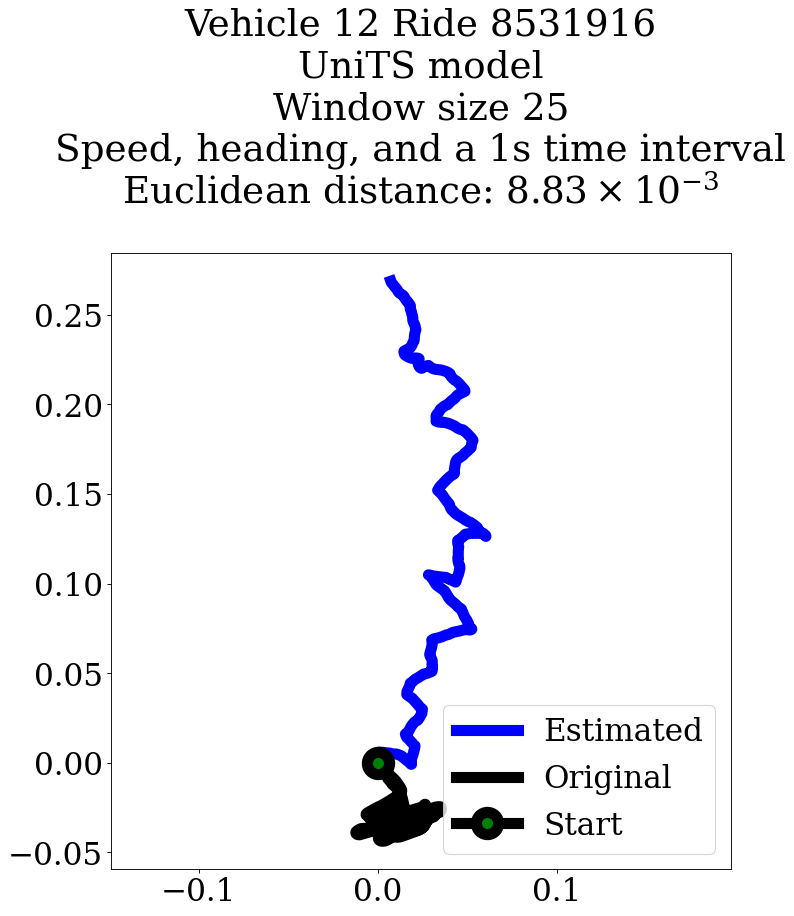 Vehicle 12 Ride 8531916
UniTS model
Window size 25
Speed, heading, and a 1s time interval
Euclidean distance: 8.83 × 10⁻³
0.25
0.20
0.15
0.10
0.05
0.00
−0.05
−0.1
0.0
0.1
Estimated
Original
Start